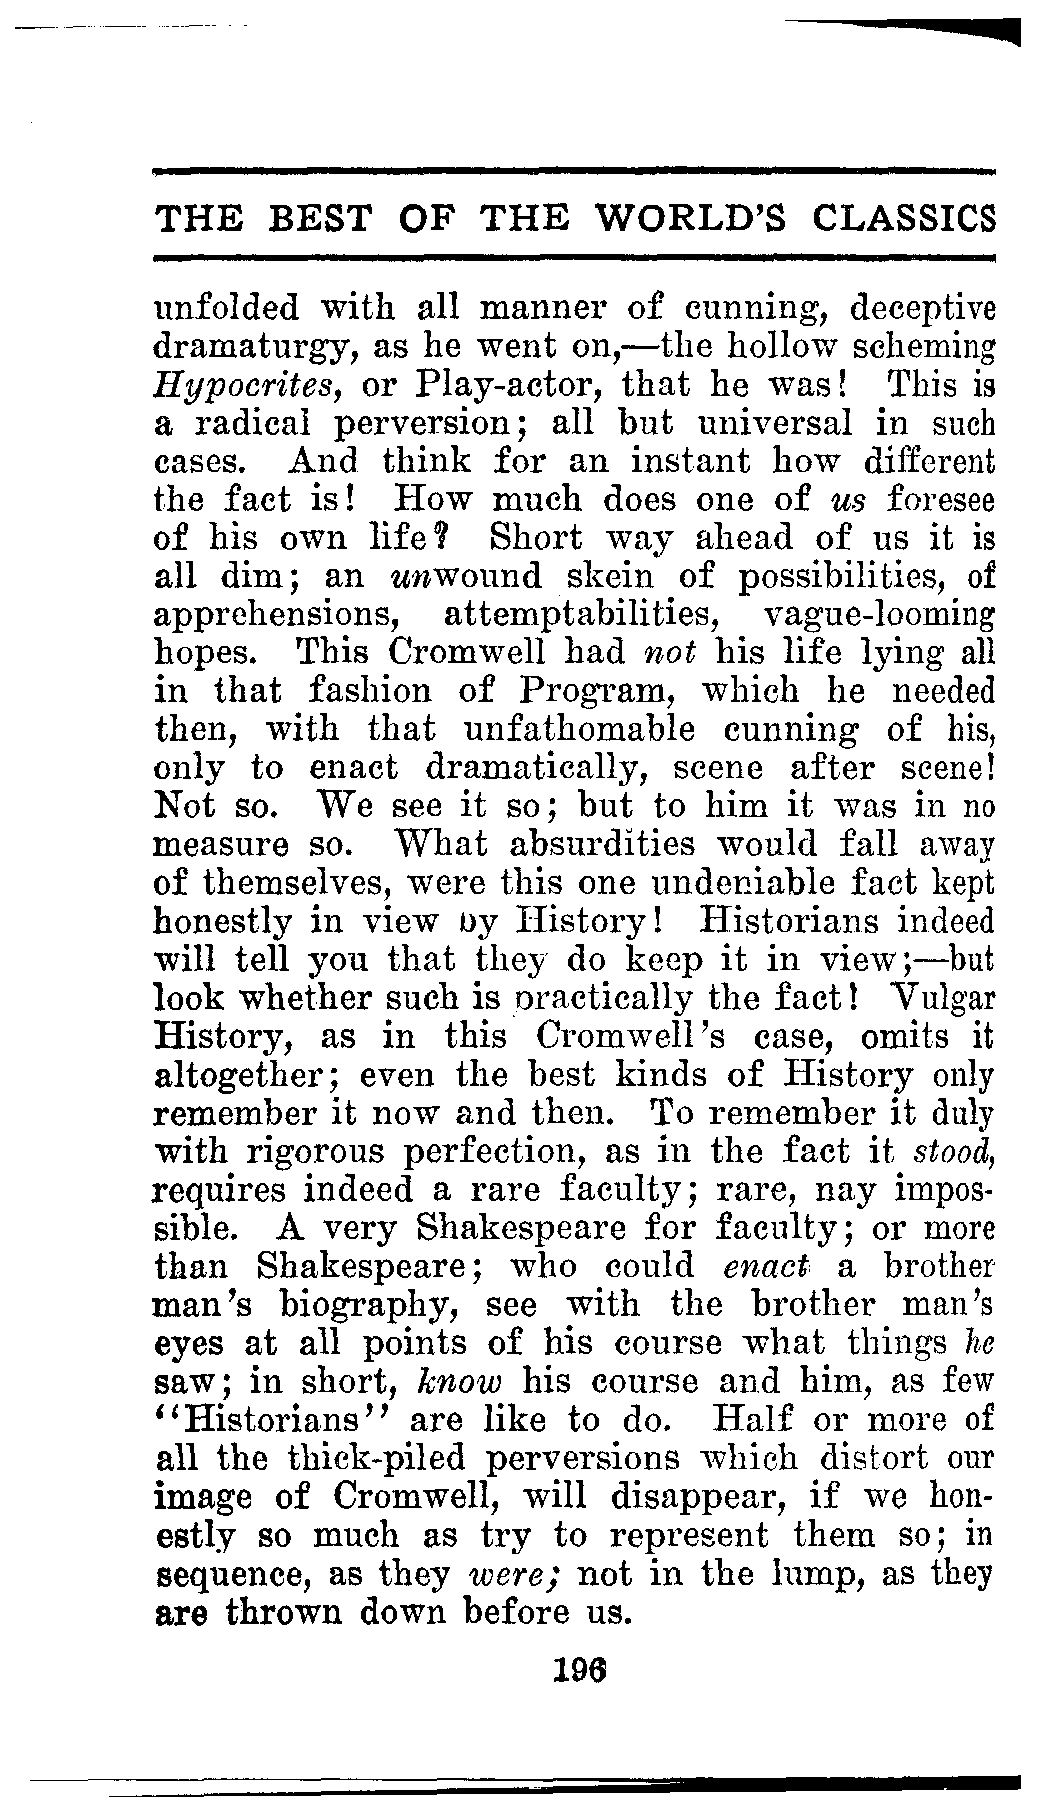 THE BEST OF THE WORLD'S CLASSICS
unfolded with all manner of cunning, deceptive
dramaturgy, as he went on,—the hollow scheming
Hypocrites, or Play-actor, that he was! This is
a radical perversion; all but universal in such
cases. And think for an instant how different
the fact is! How much does one of us foresee
of his own life? Short way ahead of us it is
all dim; an unwound skein of possibilities, of
apprehensions, attemptabilities, vague-looming
hopes. This Cromwell had not his life lying all
in that fashion of Program, which he needed
then, with that unfathomable cunning of his,
only to enact dramatically, scene after scene!
Not so. We see it so; but to him it was in no
measure so. What absurdities would fall away
of themselves, were this one undeniable fact kept
honestly in view by History! Historians indeed
will tell you that they do keep it in view;—but
look whether such is practically the fact! Vulgar
History, as in this Cromwell's case, omits it
altogether; even the best kinds of History only
remember it now and then. To remember it duly
with rigorous perfection, as in the fact it stood,
requires indeed a rare faculty; rare, nay impos-
sible. A very Shakespeare for faculty; or more
than Shakespeare; who could enact a brother
man's biography, see with the brother man's
eyes at all points of his course what things he
saw; in short, know his course and him, as few
"Historians" are like to do. Half or more of
all the thick-piled perversions which distort our
image of Cromwell, will disappear, if we hon-
estly so much as try to represent them so; in
sequence, as they were; not in the lump, as they
are thrown down before us.
196